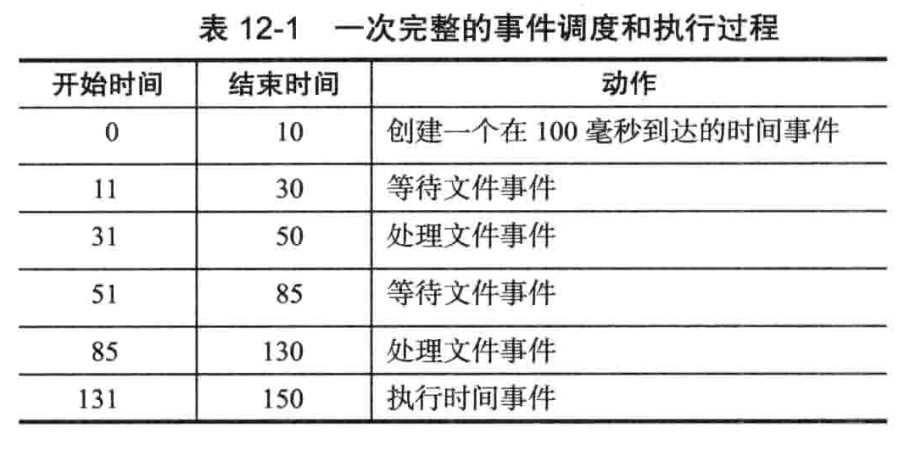 表 12-1 一次完整的事件调度和执行过程
开始时间 结束时间 动作
0 10 创建一个在 100 毫秒到达的时间事件
11 30 等待文件事件
31 50 处理文件事件
51 85 等待文件事件
85 130 处理文件事件
131 150 执行时间事件